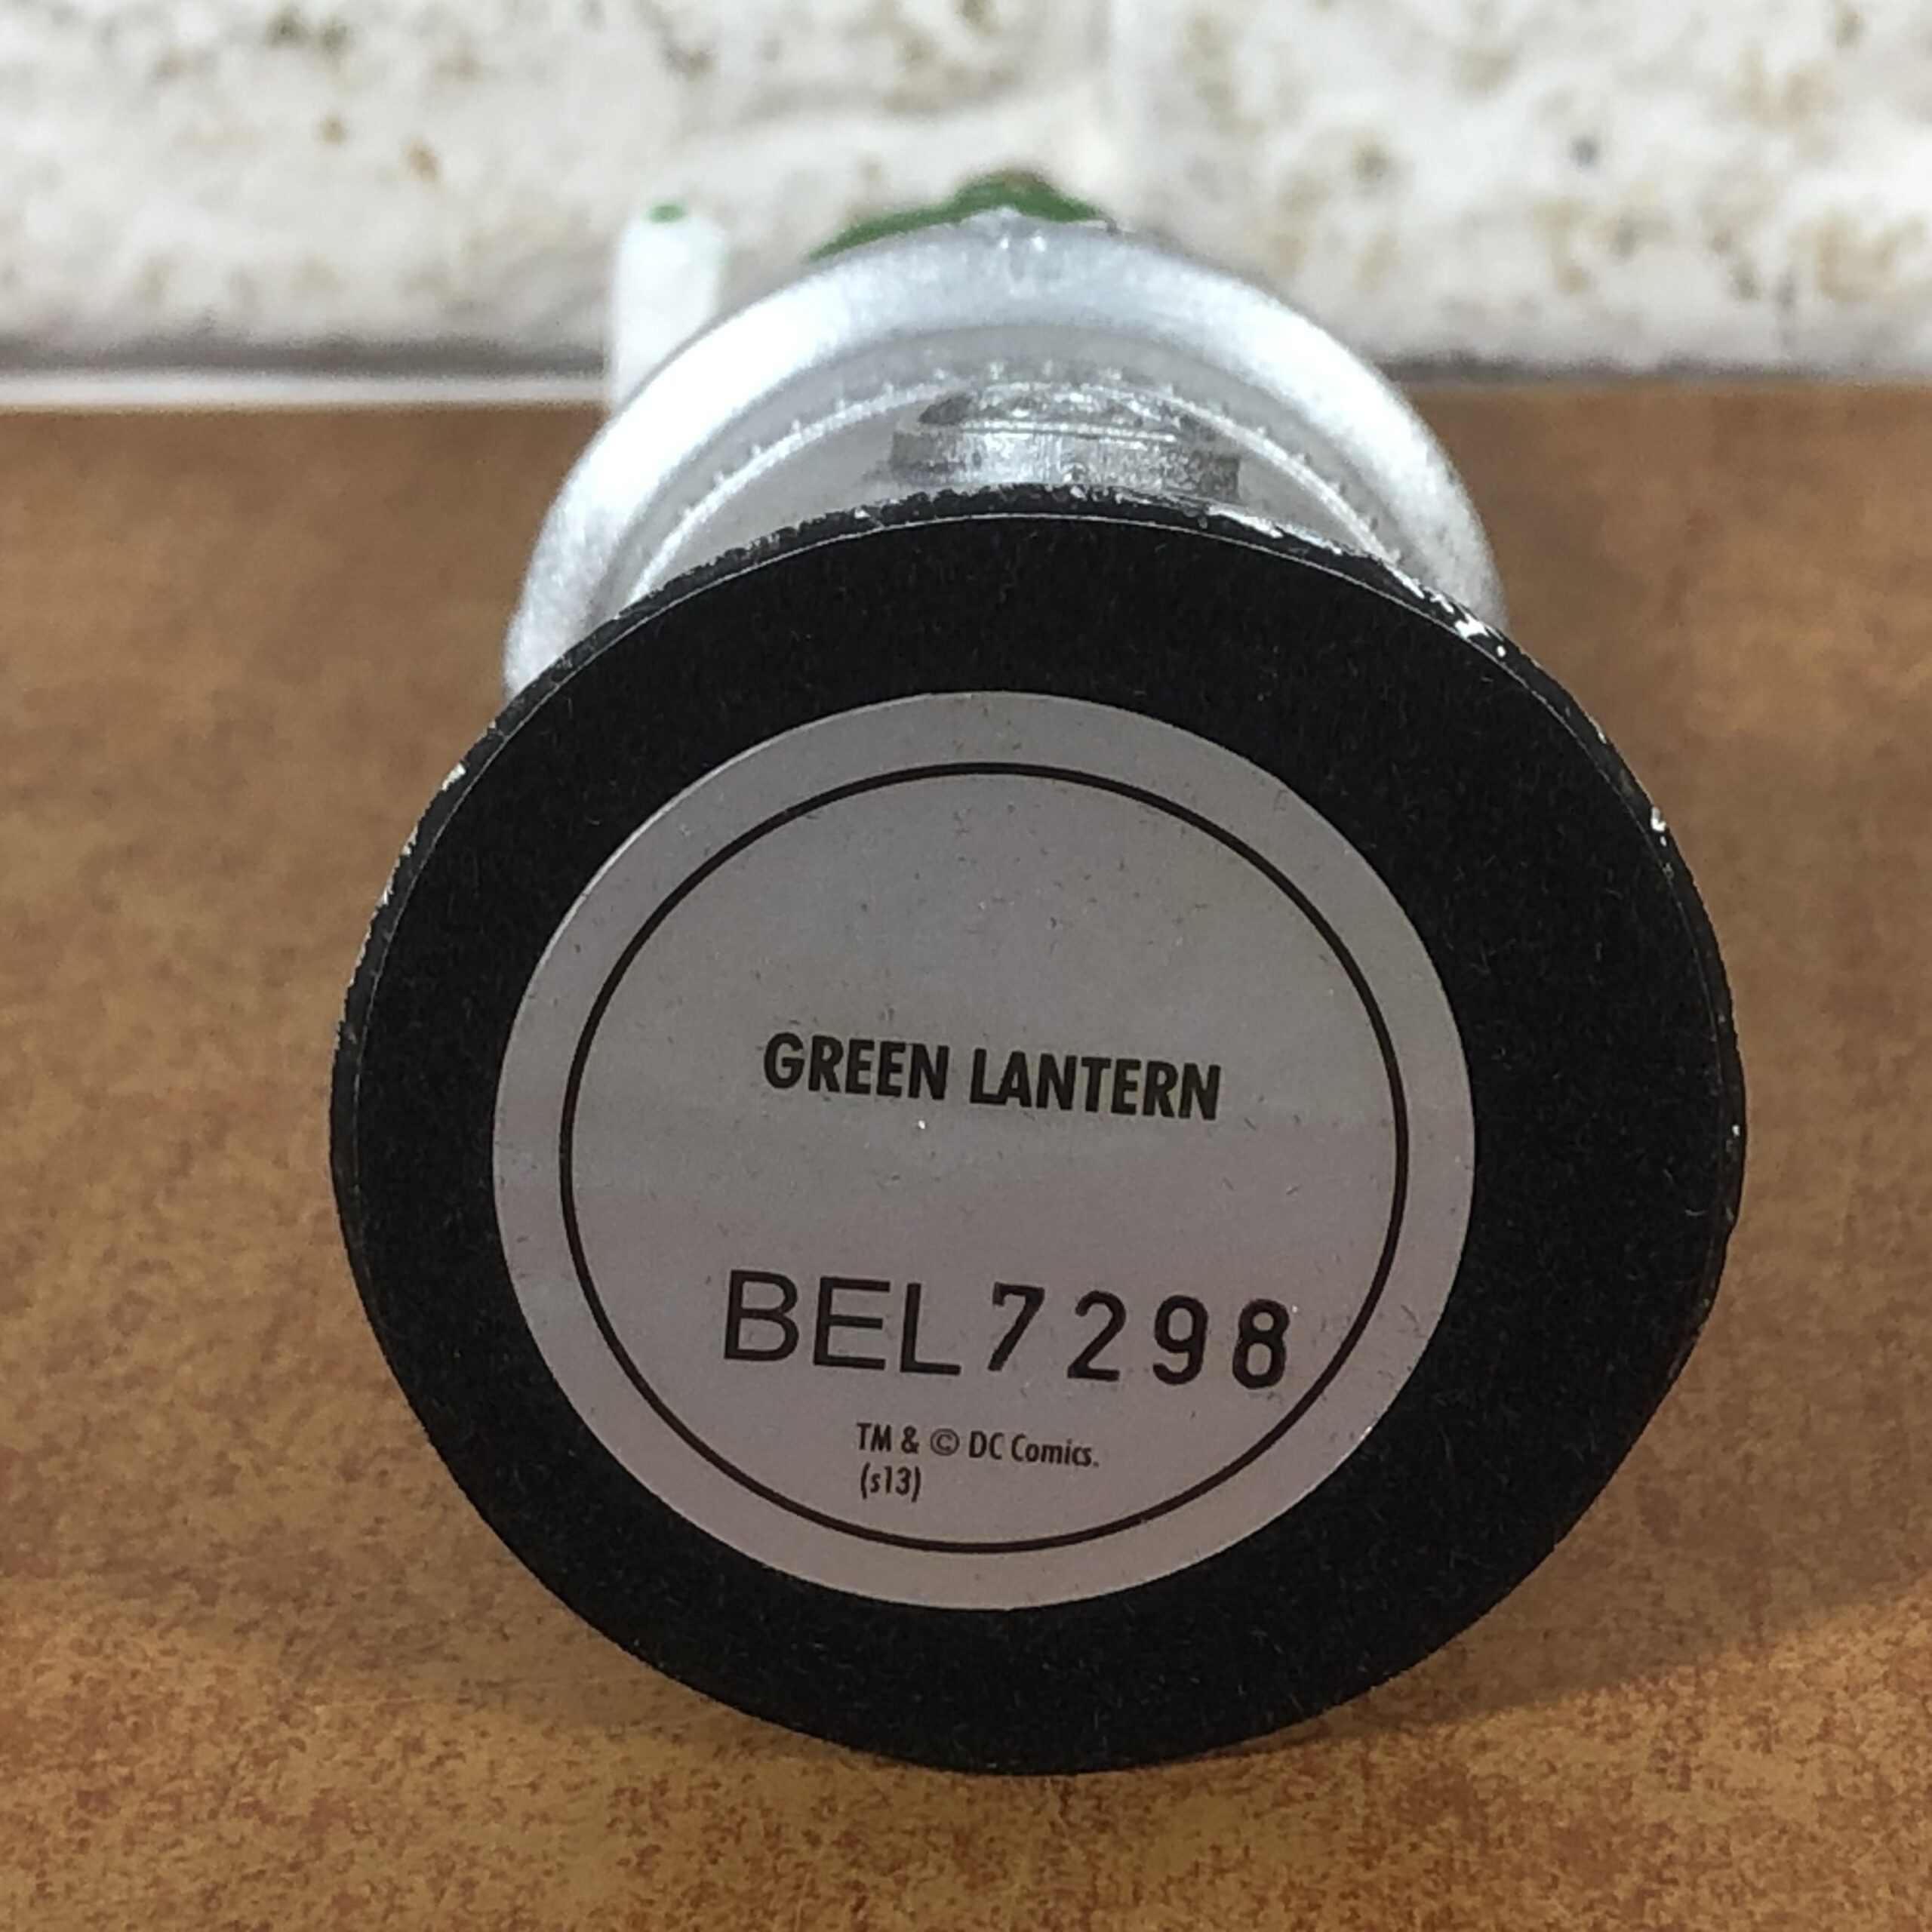 GREEN LANTERN
BEL7298
TM & © DC Comics.
(s13)